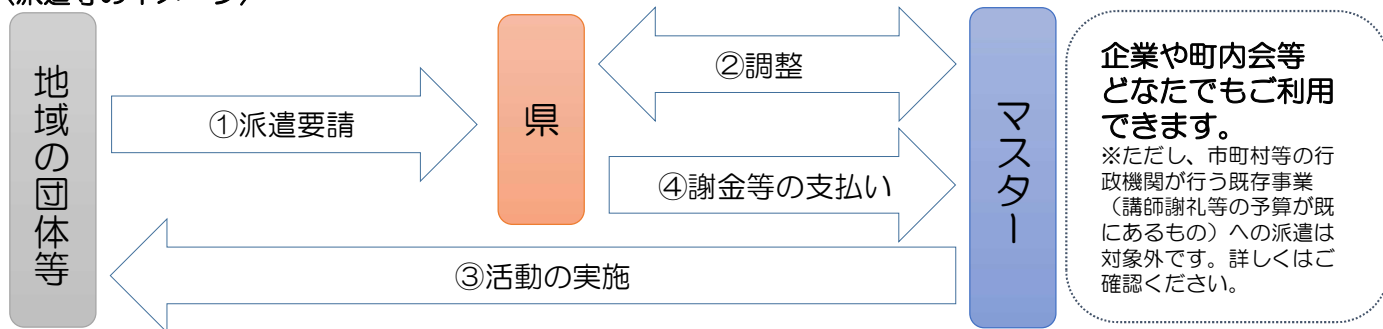 （派遣等のイメージ）
地域の団体等
①派遣要請
県
②調整
④謝金等の支払い
③活動の実施
マスター
企業や町内会等
どなたでもご利用
できます。
※ただし、市町村等の行
政機関が行う既存事業
（講師謝礼等の予算が既
にあるもの）への派遣は
対象外です。詳しくはご
確認ください。